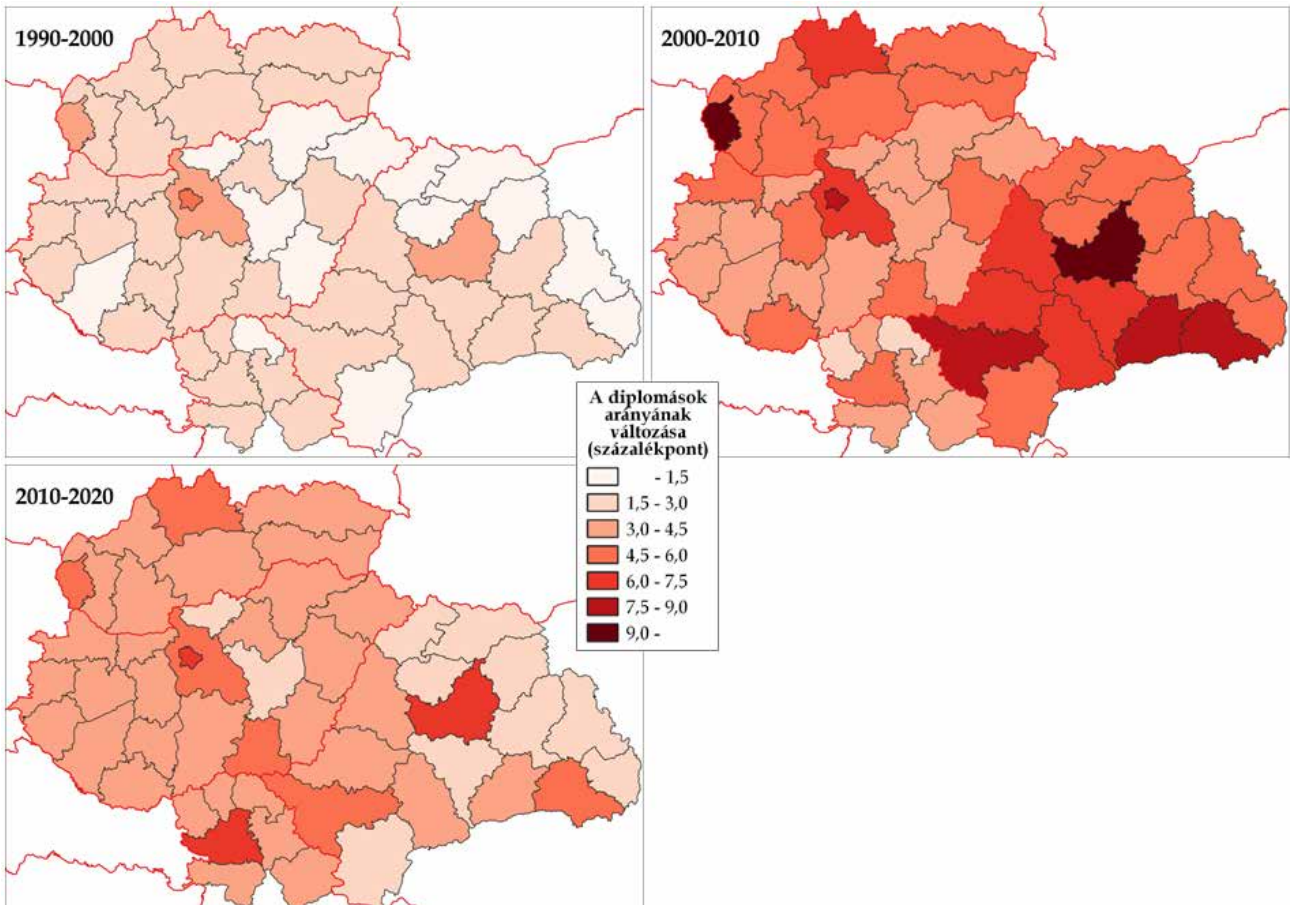 1990-2000
2000-2010
A diplomások
arányának
változása
(százalékpont)
- 1,5
1,5 - 3,0
3,0 - 4,5
4,5 - 6,0
6,0 - 7,5
7,5 - 9,0
9,0 -
2010-2020